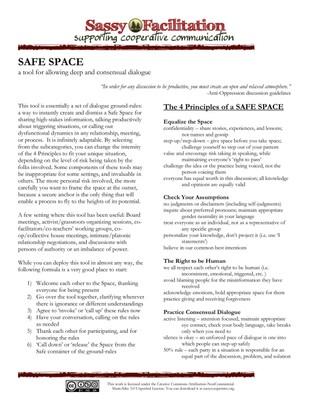 Sassy Facilitation
supporting cooperative communication
SAFE SPACE
a tool for allowing deep and consensual dialogue
"In order for any discussion to be productive, you must create an open and relaxed atmosphere."
-Anti-Oppression discussion guidelines
This tool is essentially a set of dialogue ground-rules:
a way to instantly create and dismiss a Safe Space for
sharing high-stakes information, talking productively
about triggering situations, or calling out
dysfunctional dynamics in any relationship, meeting,
or process. It is infinitely adaptable. By selecting
from the subcategories, you can change the intensity
of the 4 Principles to fit your unique situation,
depending on the level of risk being taken by the
folks involved. Some components of these tools may
be inappropriate for some settings, and invaluable in
others. The more personal risk involved, the more
carefully you want to frame the space at the outset,
because a secure anchor is the only thing that will
enable a process to fly to the heights of its potential.
A few setting where this tool has been useful: Board
meetings, activist/grassroots organizing sessions, co-
facilitators/co-teachers' working groups, co-
op/collective house meetings, intimate/platonic
relationship negotiations, and discussions with
persons of authority or an imbalance of power.
While you can deploy this tool in almost any way, the
following formula is a very good place to start:
1) Welcome each other to the Space, thanking
everyone for being present
2) Go over the tool together, clarifying wherever
there is ignorance or different understandings
3) Agree to 'invoke' or 'call up' these rules now
4) Have your conversation, calling on the rules
as needed
5) Thank each other for participating, and for
honoring the rules
6) 'Call down' or 'release' the Space from the
Safe container of the ground-rules
The 4 Principles of a SAFE SPACE
Equalize the Space
confidentiality – share stories, experiences, and lessons;
not names and gossip
step-up/step-down – give space before you take space;
challenge yourself to step out of your pattern
value and encourage risk taking in speaking, while
maintaining everyone's 'right to pass'
challenge the idea or the practice being voiced, not the
person voicing them
everyone has equal worth in this discussion; all knowledge
and opinions are equally valid
Check Your Assumptions
no judgments or disclaimers (including self-judgments)
inquire about preferred pronouns; maintain appropriate
gender neutrality in your language
treat everyone as an individual, not as a representative of
any specific group
personalize your knowledge, don't project it (i.e. use 'I
statements')
believe in our common best intentions
The Right to be Human
we all respect each other's right to be human (i.e.
inconsistent, emotional, triggered, etc.)
avoid blaming people for the misinformation they have
received
acknowledge emotions, hold appropriate space for them
practice giving and receiving forgiveness
Practice Consensual Dialogue
active listening – attention focused, maintain appropriate
eye contact, check your body language, take breaks
only when you need to
silence is okay – an unforced pace of dialogue is one into
which people can step up safely
50% rule – each party in a situation is responsible for an
equal part of the discussion, problem, and solution
This work is licensed under the Creative Commons Attribution-NonCommercial-